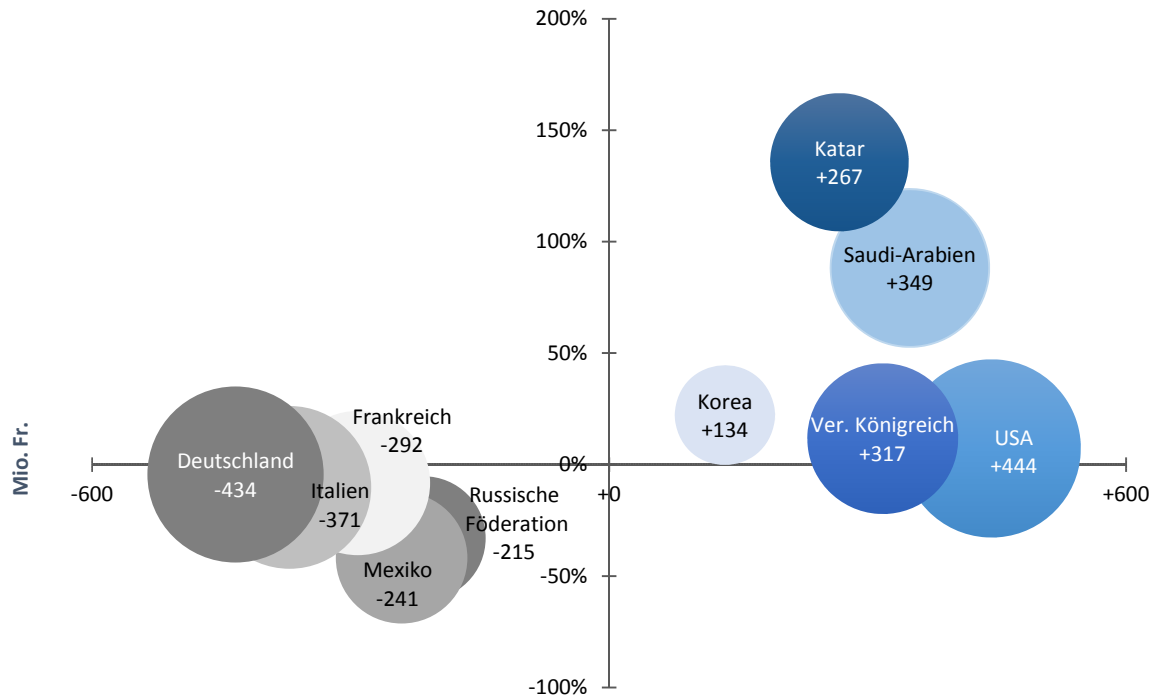 200%
150%
Katar
+267
100%
Saudi-Arabien
+349
50%
Korea
+134
Ver. Königreich
+317
USA
+444
Frankreich
-292
Deutschland
-434
Italien
-371
Russische
Föderation
-215
Mexiko
-241
0%
-600
+0
+600
-50%
-100%
Mio. Fr.